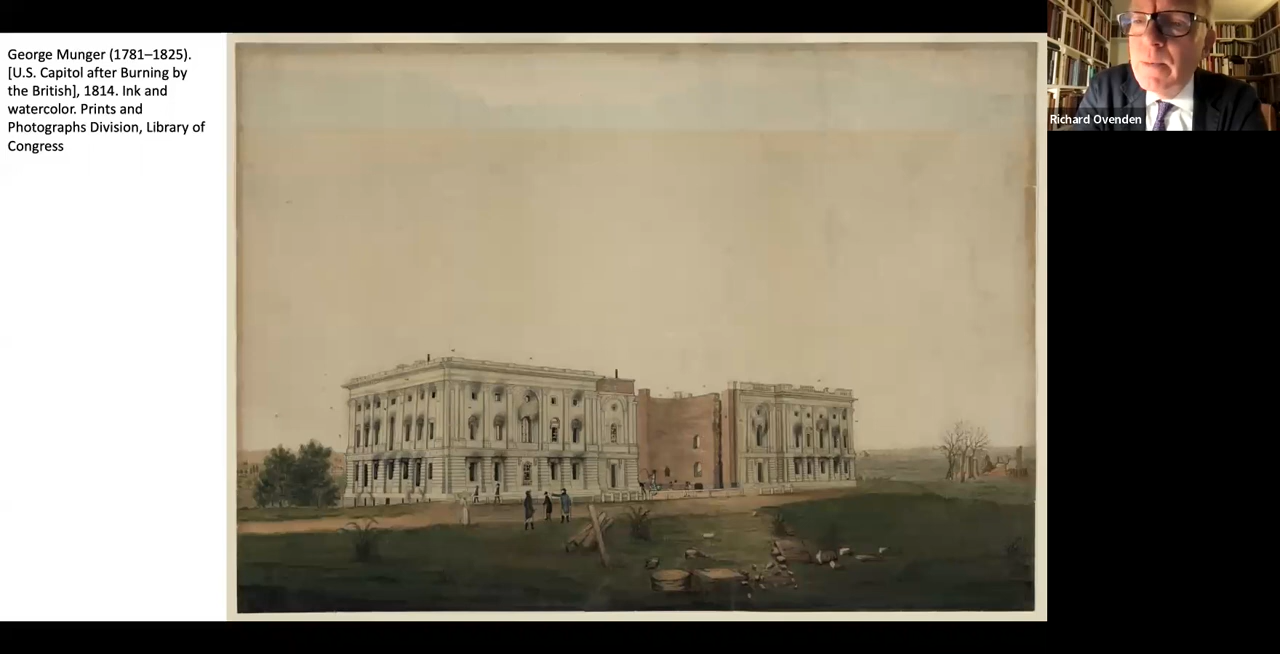 George Munger (1781–1825).
[U.S. Capitol after Burning by
the British], 1814. Ink and
watercolor. Prints and
Photographs Division, Library of
Congress
Richard Ovenden